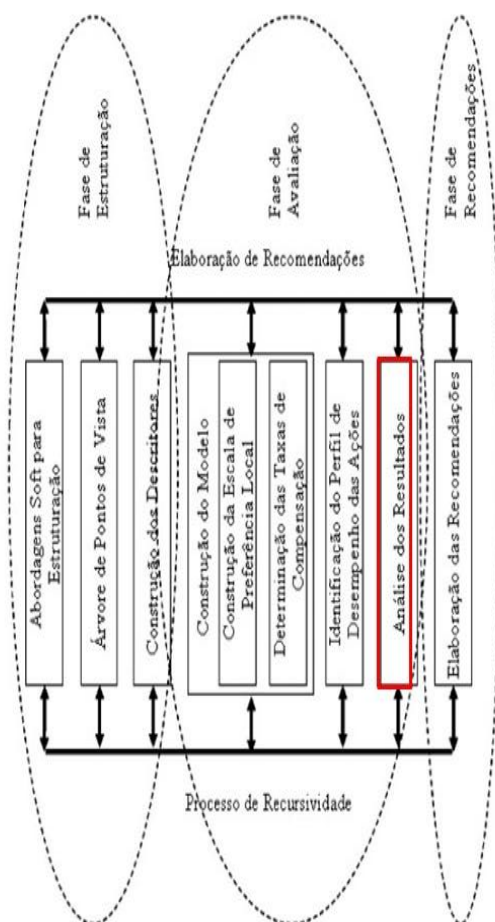 Fase de
Estruturação
Fase de
Avaliação
Fase de
Recomendações
Elaboração de Recomendações
Abordagens Soft para
Estruturação
Árvore de Pontos de Vista
Construção dos Descritores
Construção do Modelo
Construção da Escala de
Preferência Local
Determinação das Taxas de
Compensação
Identificação do Perfil de
Desempenho das Ações
Análise dos Resultados
Elaboração das Recomendações
Processo de Recursividade